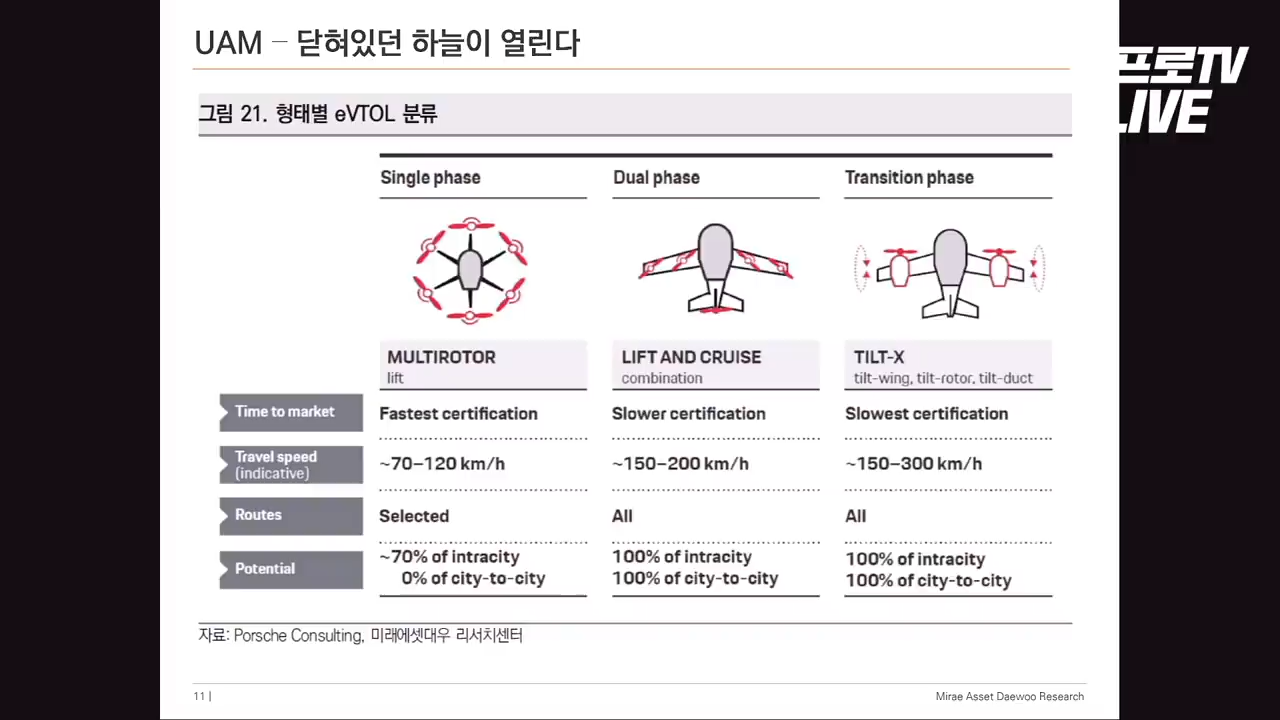 UAM – 닫혀있던 하늘이 열린다
프로TV
LIVE
그림 21. 형태별 eVTOL 분류
Single phase
Dual phase
Transition phase
MULTIROTOR
lift
LIFT AND CRUISE
combination
TILT-X
tilt-wing, tilt-rotor, tilt-duct
Time to market
Fastest certification
Slower certification
Slowest certification
Travel speed
(indicative)
~70–120 km/h
~150–200 km/h
~150–300 km/h
Routes
Selected
All
All
Potential
~70% of intracity
0% of city-to-city
100% of intracity
100% of city-to-city
100% of intracity
100% of city-to-city
자료: Porsche Consulting, 미래에셋대우 리서치센터
11 |
Mirae Asset Daewoo Research